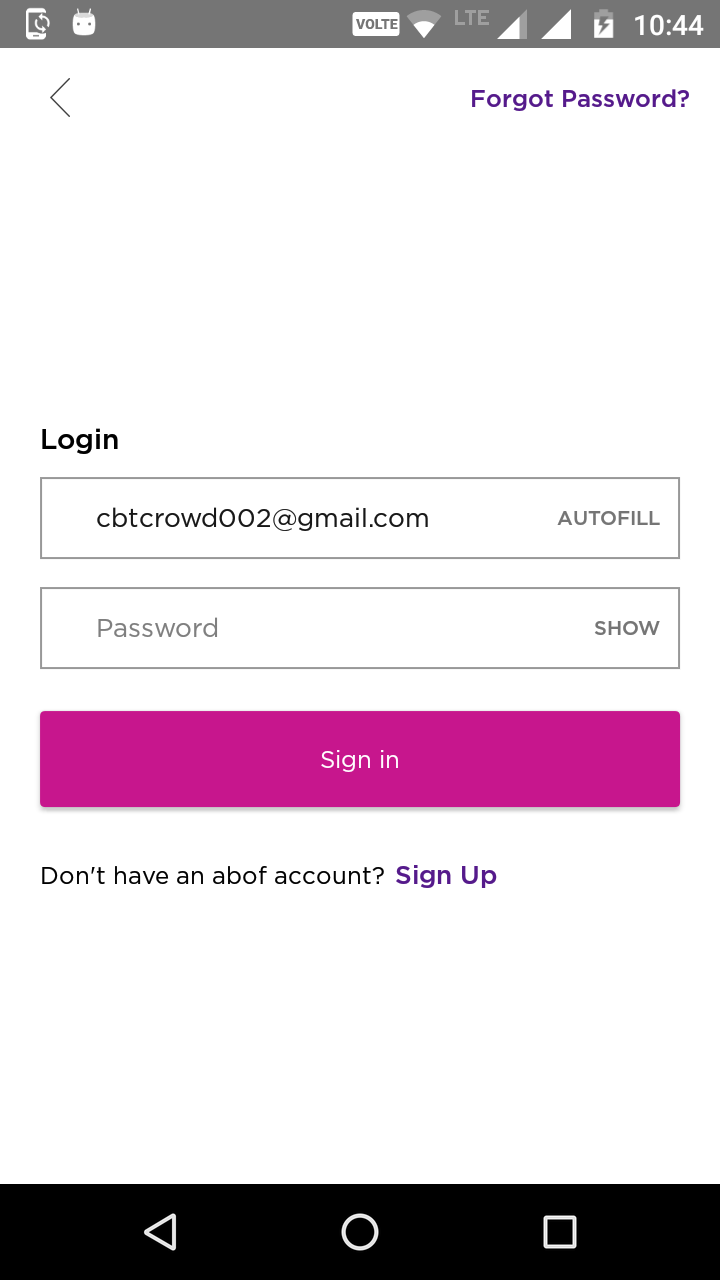 VOLTE LTE 10:44
Forgot Password?
Login
cbtcrowd002@gmail.com AUTOFILL
Password SHOW
Sign in
Don't have an abof account? Sign Up